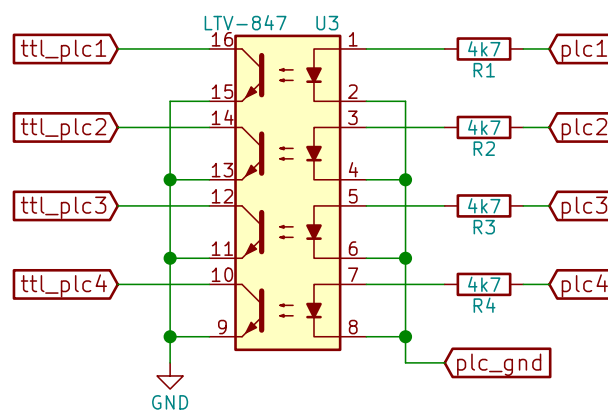 LTV-847 U3
ttl_plc1 16 1 4k7 plc1
R1
15 2
ttl_plc2 14 3 4k7 plc2
R2
13 4
ttl_plc3 12 5 4k7 plc3
R3
11 6
ttl_plc4 10 7 4k7 plc4
R4
9 8
plc_gnd
GND